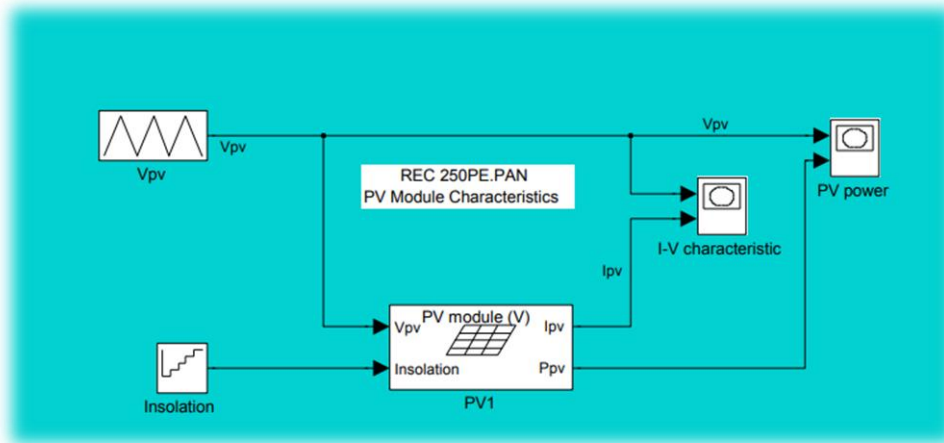 Vpv
Vpv
Vpv
REC 250PE.PAN
PV Module Characteristics
PV power
I-V characteristic
Ipv
PV module (V)
Vpv
Ipv
Insolation
Ppv
PV1
Insolation